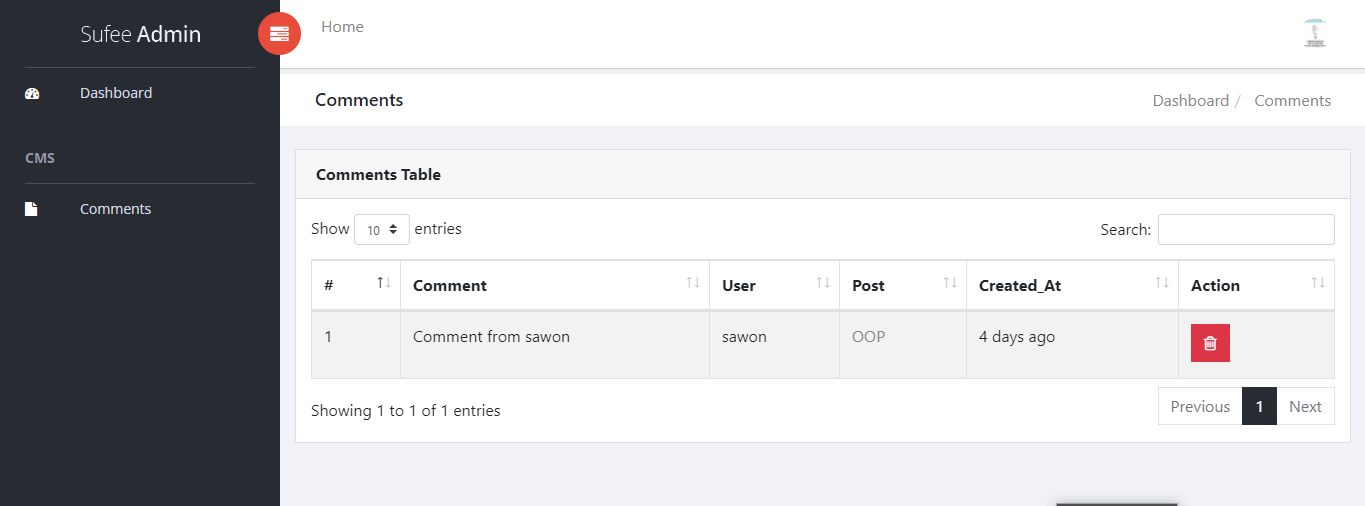 Sufee Admin
Home
Dashboard
Comments
Dashboard / Comments
CMS
Comments
Comments Table
Show 10 entries
Search:
# Comment User Post Created_At Action
1 Comment from sawon sawon OOP 4 days ago
Showing 1 to 1 of 1 entries
Previous 1 Next